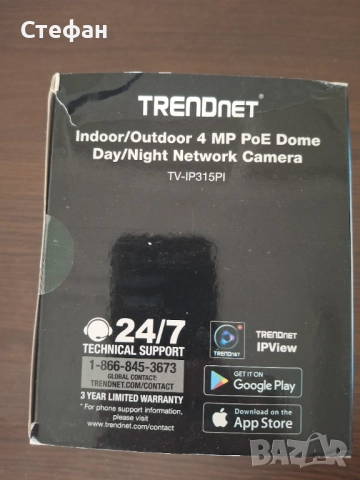 Стефан
TRENDNET®
Indoor/Outdoor 4 MP PoE Dome
Day/Night Network Camera
TV-IP315PI
24/7
TECHNICAL SUPPORT
1-866-845-3673
GLOBAL CONTACT:
TRENDNET.COM/CONTACT
3 YEAR LIMITED WARRANTY
* For phone support information,
please visit
www.trendnet.com/contact
TRENDNET
TRENDNET
IPView
GET IT ON
Google Play
Download on the
App Store
BAZAR